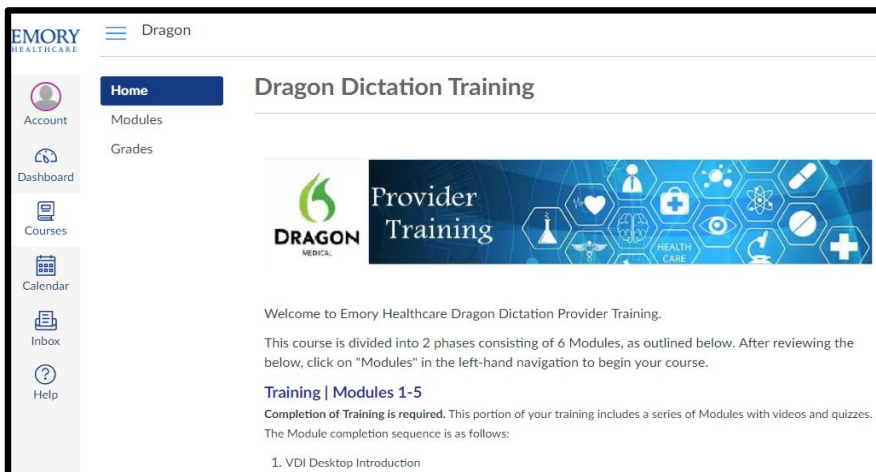 EMORY
HEALTHCARE
Dragon
Account
Dashboard
Courses
Calendar
Inbox
Help
Home
Modules
Grades
Dragon Dictation Training
DRAGON
MEDICAL
Provider
Training
HEALTH
CARE
Welcome to Emory Healthcare Dragon Dictation Provider Training.
This course is divided into 2 phases consisting of 6 Modules, as outlined below. After reviewing the
below, click on "Modules" in the left-hand navigation to begin your course.
Training | Modules 1-5
Completion of Training is required. This portion of your training includes a series of Modules with videos and quizzes.
The Module completion sequence is as follows:
1. VDI Desktop Introduction